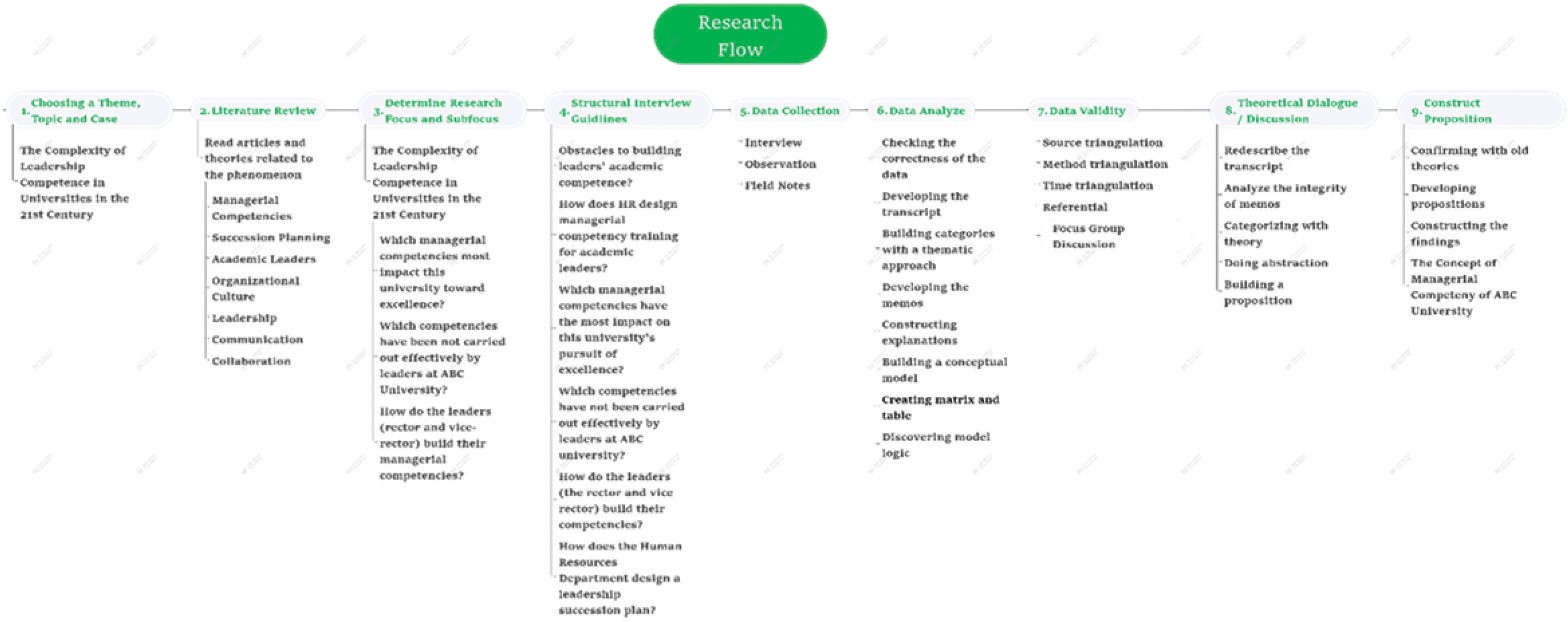 Research
Flow
1. Choosing a Theme,
Topic and Case
The Complexity of
Leadership
Competence in
Universities in the
21st Century
2. Literature Review
Read articles and
theories related to
the phenomenon
Managerial
Competencies
Succession Planning
Academic Leaders
Organizational
Culture
Leadership
Communication
Collaboration
3. Determine Research
Focus and Subfocus
The Complexity of
Leadership
Competence in
Universities in the
21st Century
Which managerial
competencies most
impact this
university toward
excellence?
Which competencies
have been not carried
out effectively by
leaders at ABC
University?
How do the leaders
(rector and vice-
rector) build their
managerial
competencies?
4. Structural Interview
Guidlines
Obstacles to building
leaders' academic
competence?
How does HR design
managerial
competency training
for academic
leaders?
Which managerial
competencies have
the most impact on
this university's
pursuit of
excellence?
Which competencies
have not been carried
out effectively by
leaders at ABC
university?
How do the leaders
(the rector and vice
rector) build their
competencies?
How does the Human
Resources
Department design a
leadership
succession plan?
5. Data Collection
Interview
Observation
Field Notes
6. Data Analyze
Checking the
correctness of the
data
Developing the
transcript
Building categories
with a thematic
approach
Developing the
memos
Constructing
explanations
Building a conceptual
model
Creating matrix and
table
Discovering model
logic
7. Data Validity
Source triangulation
Method triangulation
Time triangulation
Referential
Focus Group
Discussion
8. Theoretical Dialogue
/ Discussion
Redescribe the
transcript
Analyze the integrity
of memos
Categorizing with
theory
Doing abstraction
Building a
proposition
9. Construct
Proposition
Confirming with old
theories
Developing
propositions
Constructing the
findings
The Concept of
Managerial
Competeny of ABC
University